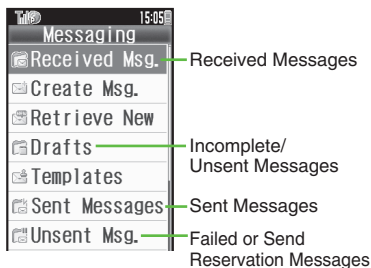 15:05
Messaging
Received Msg.
Received Messages
Create Msg.
Retrieve New
Drafts
Incomplete/
Unsent Messages
Templates
Sent Messages
Sent Messages
Unsent Msg.
Failed or Send
Reservation Messages